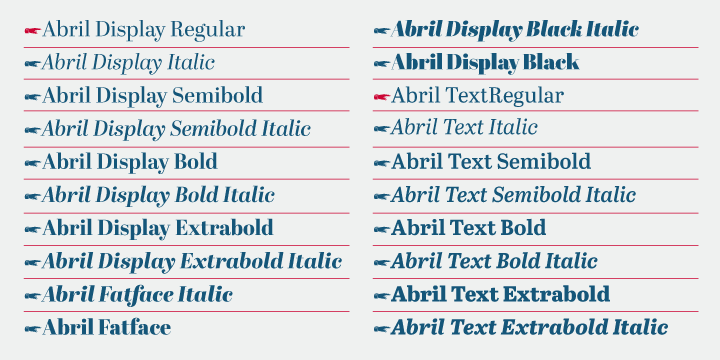 Abril Display Regular
Abril Display Italic
Abril Display Semibold
Abril Display Semibold Italic
Abril Display Bold
Abril Display Bold Italic
Abril Display Extrabold
Abril Display Extrabold Italic
Abril Fatface Italic
Abril Fatface
Abril Display Black Italic
Abril Display Black
Abril TextRegular
Abril Text Italic
Abril Text Semibold
Abril Text Semibold Italic
Abril Text Bold
Abril Text Bold Italic
Abril Text Extrabold
Abril Text Extrabold Italic